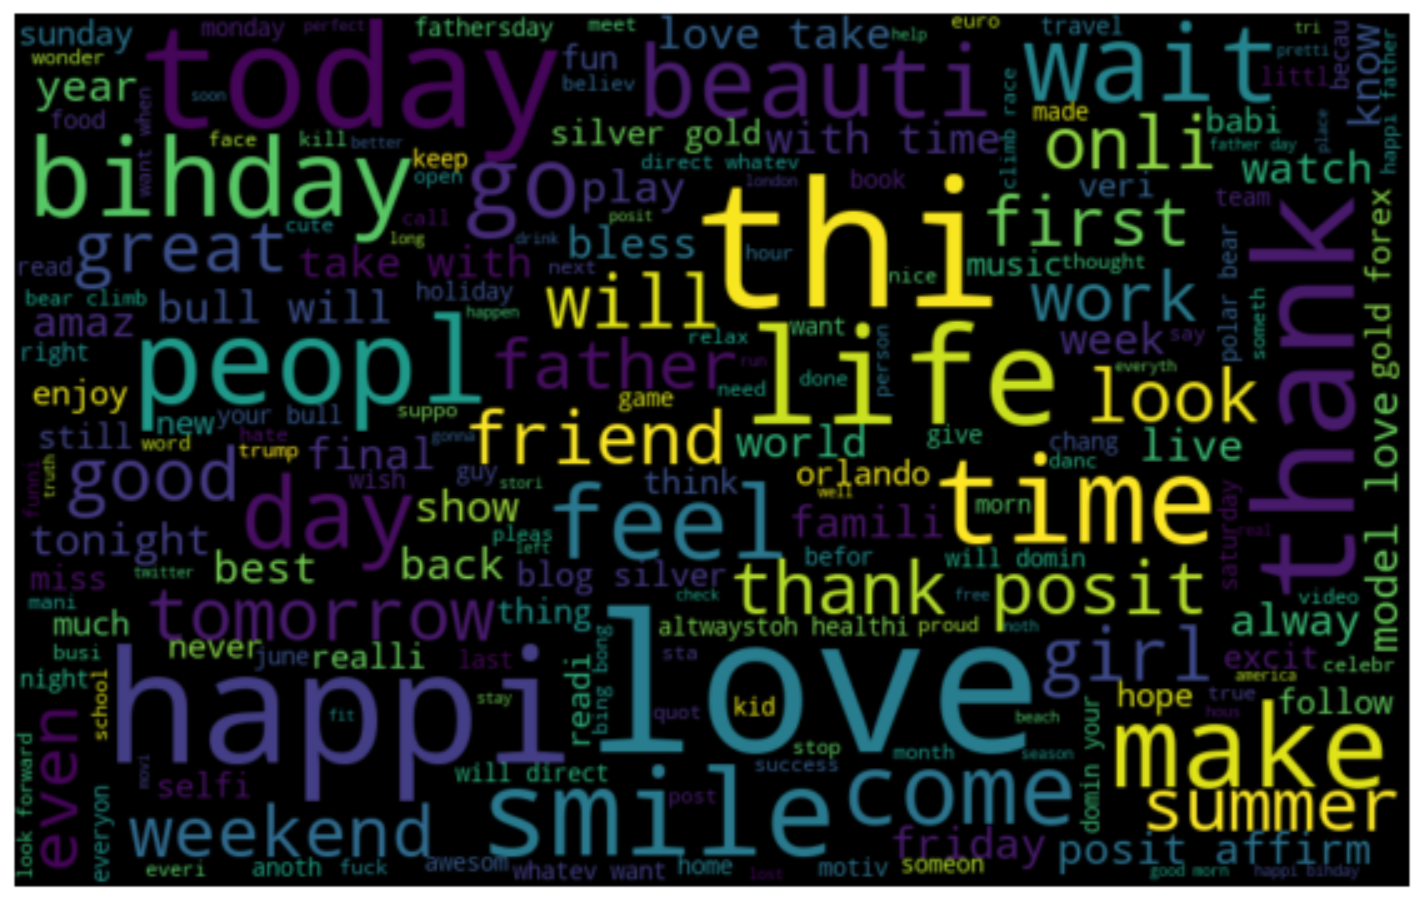 sunday
monday
perfect
fathersday
meet
love take
help
euro
travel
tri
becau
know
happi father
wonder
today
fun
beauti
wait
pretti
littl
year
soon
believ
climb race
made
babi
father day
place
food
want when
face
kill
better
silver gold
with time
onli
watch
bihday
keep
open
go
play
direct whatev
london
book
veri
team
cute
call
long
posit
thi
first
thank
model love gold forex
read
great
take with
drink
next
bless
hour
nice
music
thought
polar bear
someth
bear climb
bull will
holiday
happen
will
work
amaz
right
peopl
father
relax
want
run
life
person
week
say
everyth
enjoy
new
your bull
suppo
game
need
done
look
still
word
hate
trump
final
gonna
friend
world
give
chang
danc
live
funni
truth
good
wish
guy
stori
think
orlando
well
time
morn
saturday
real
day
show
feel
famili
tonight
pleas
left
befor
will domin
miss
twitter
best
back
blog silver
check
thank posit
free
video
mani
tomorrow
thing
altwaystoh healthi
proud
noth
alway
much
busi
never
june
realli
last
readi
bing bong
sta
love
girl
excit
america
celebr
night
school
happi
fit
stay
quot
kid
beach
hope
true
hous
follow
look forward
even
everyon
movi
selfi
will direct
stop
success
month
season
domin your
make
weekend
smile
post
come
summer
everi
anoth
fuck
awesom
whatev want
home
lost
motiv
friday
someon
posit affirm
good morn
happi bihday